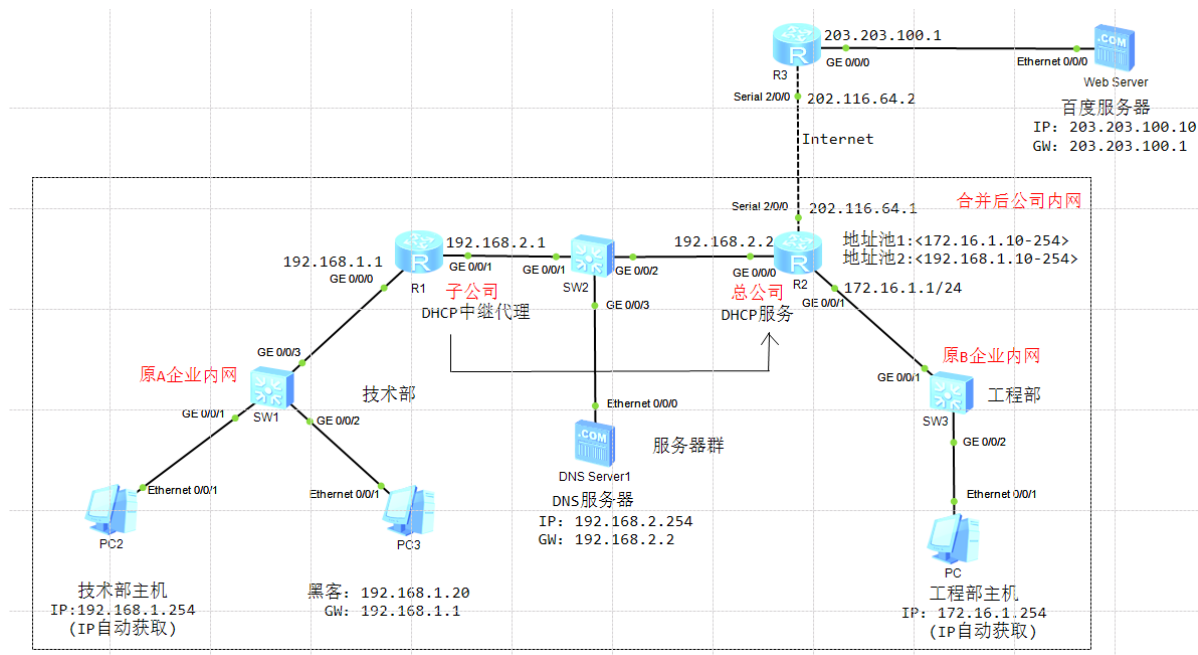 203.203.100.1
R
GE 0/0/0
R3
.COM
Ethernet 0/0/0
Web Server
百度服务器
IP: 203.203.100.10
GW: 203.203.100.1
Serial 2/0/0
202.116.64.2
Internet
Serial 2/0/0
202.116.64.1
合并后公司内网
192.168.2.1
192.168.2.2
地址池1:<172.16.1.10-254>
地址池2:<192.168.1.10-254>
192.168.1.1
GE 0/0/0
R
R1
GE 0/0/1
GE 0/0/1
SW2
GE 0/0/2
GE 0/0/0
R
R2
子公司
DHCP中继代理
总公司
DHCP服务
GE 0/0/1
172.16.1.1/24
GE 0/0/3
GE 0/0/3
原A企业内网
技术部
SW1
GE 0/0/1
GE 0/0/2
原B企业内网
GE 0/0/1
工程部
SW3
GE 0/0/2
Ethernet 0/0/0
.COM
服务器群
DNS Server1
DNS服务器
IP: 192.168.2.254
GW: 192.168.2.2
Ethernet 0/0/1
PC2
Ethernet 0/0/1
PC3
Ethernet 0/0/1
PC
技术部主机
IP:192.168.1.254
(IP自动获取)
黑客: 192.168.1.20
GW: 192.168.1.1
工程部主机
IP: 172.16.1.254
(IP自动获取)